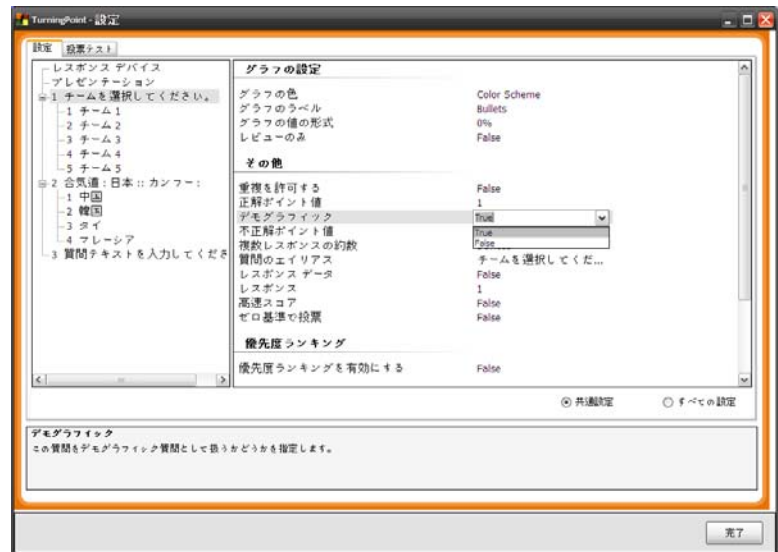 TurningPoint - 設定
設定
投票テスト
レスポンス デバイス
プレゼンテーション
1 チームを選択してください。
1 チーム 1
2 チーム 2
3 チーム 3
4 チーム 4
5 チーム 5
2 合気道 : 日本 :: カンフー :
1 中国
2 韓国
3 タイ
4 マレーシア
3 質問テキストを入力してくださ
グラフの設定
グラフの色 Color Scheme
グラフのラベル Bullets
グラフの値の形式 0%
レビューのみ False
その他
重複を許可する False
正解ポイント値 1
デモグラフィック True
True
False
不正解ポイント値
複数レスポンスの約数
質問のエイリアス チームを選択してくだ...
レスポンス データ False
レスポンス 1
高速スコア False
ゼロ基準で投票 False
優先度ランキング
優先度ランキングを有効にする False
共通設定
すべての設定
デモグラフィック
この質問をデモグラフィック質問として扱うかどうかを指定します。
完了